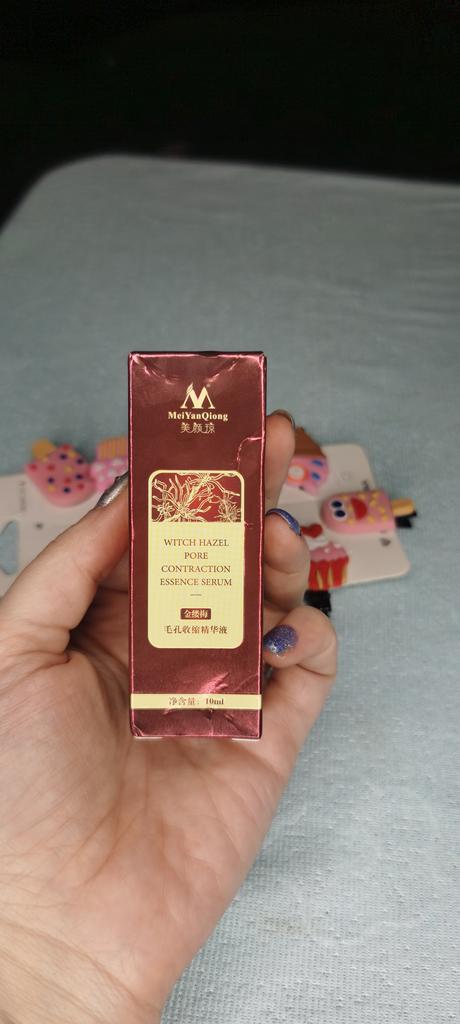 MeiYanQiong
美颜琼
WITCH HAZEL
PORE
CONTRACTION
ESSENCE SERUM
金缕梅
毛孔收缩精华液
净含量：10ml